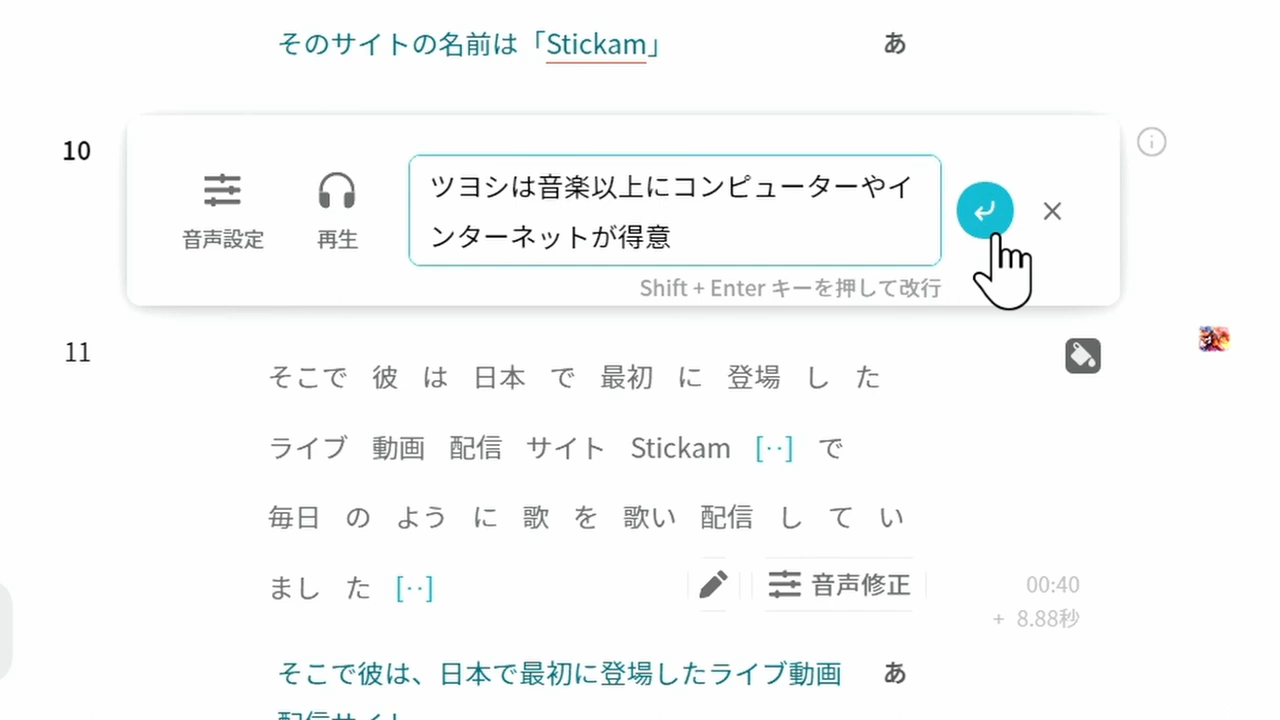 そのサイトの名前は「Stickam」
あ
10
音声設定
再生
ツヨシは音楽以上にコンピューターやイ
ンターネットが得意
Shift + Enter キーを押して改行
11
そこで 彼 は 日本 で 最初 に 登場 し た
ライブ 動画 配信 サイト Stickam [··] で
毎日 の よう に 歌 を 歌い 配信 し て い
まし た [··]
音声修正
00:40
+ 8.88秒
そこで彼は、日本で最初に登場したライブ動画
あ
配信サイト